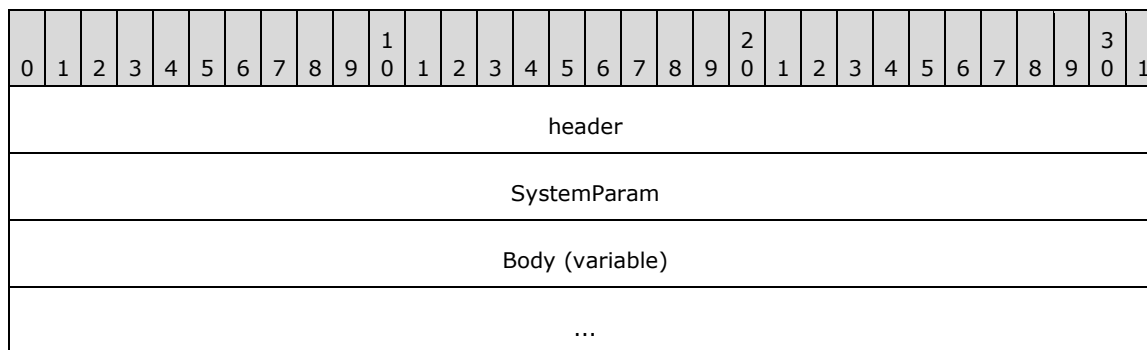 1 2 3
0 1 2 3 4 5 6 7 8 9 0 1 2 3 4 5 6 7 8 9 0 1 2 3 4 5 6 7 8 9 0 1
header
SystemParam
Body (variable)
...